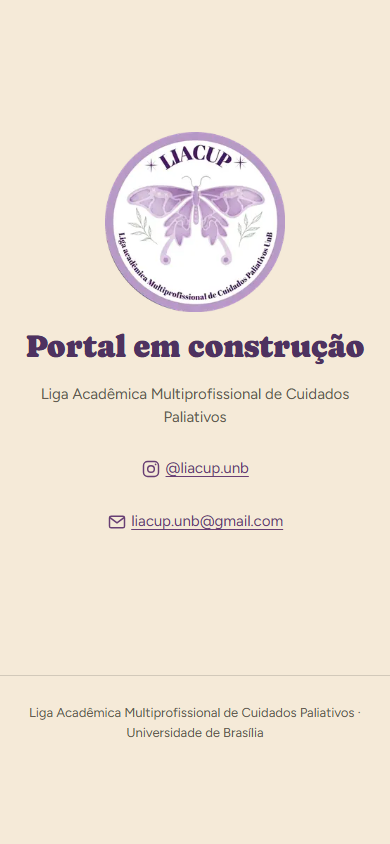 LIACUP
Liga acadêmica Multiprofissional de Cuidados Paliativos UnB
Portal em construção
Liga Acadêmica Multiprofissional de Cuidados
Paliativos
@liacup.unb
liacup.unb@gmail.com
Liga Acadêmica Multiprofissional de Cuidados Paliativos ·
Universidade de Brasília